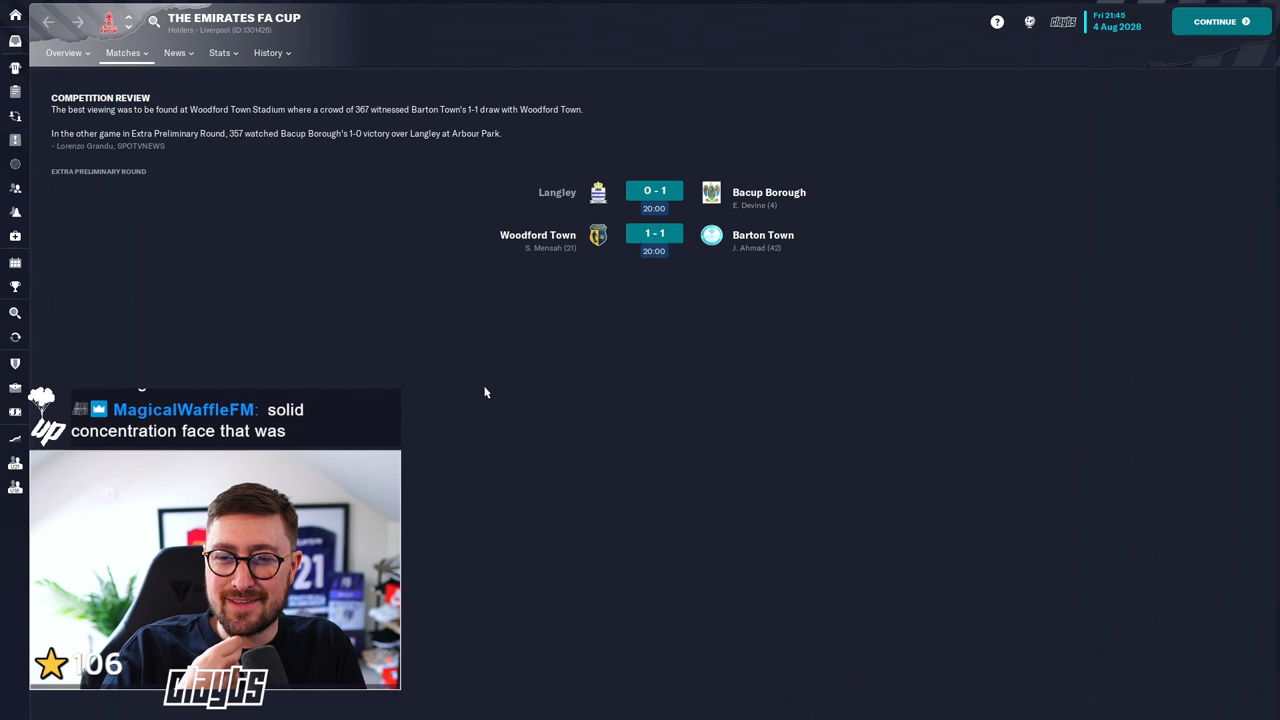 THE EMIRATES FA CUP
Holders - Liverpool (ID:1301426)
?
clayts
Fri 21:45
4 Aug 2028
CONTINUE
Overview
Matches
News
Stats
History
COMPETITION REVIEW
The best viewing was to be found at Woodford Town Stadium where a crowd of 367 witnessed Barton Town's 1-1 draw with Woodford Town.
In the other game in Extra Preliminary Round, 357 watched Bacup Borough's 1-0 victory over Langley at Arbour Park.
- Lorenzo Grandu, SPOTVNEWS
EXTRA PRELIMINARY ROUND
Langley
0 - 1
Bacup Borough
20:00
E. Devine (4)
Woodford Town
1 - 1
Barton Town
S. Mensah (21)
20:00
J. Ahmad (42)
MagicalWaffleFM: solid
concentration face that was
up
21
106
clayts